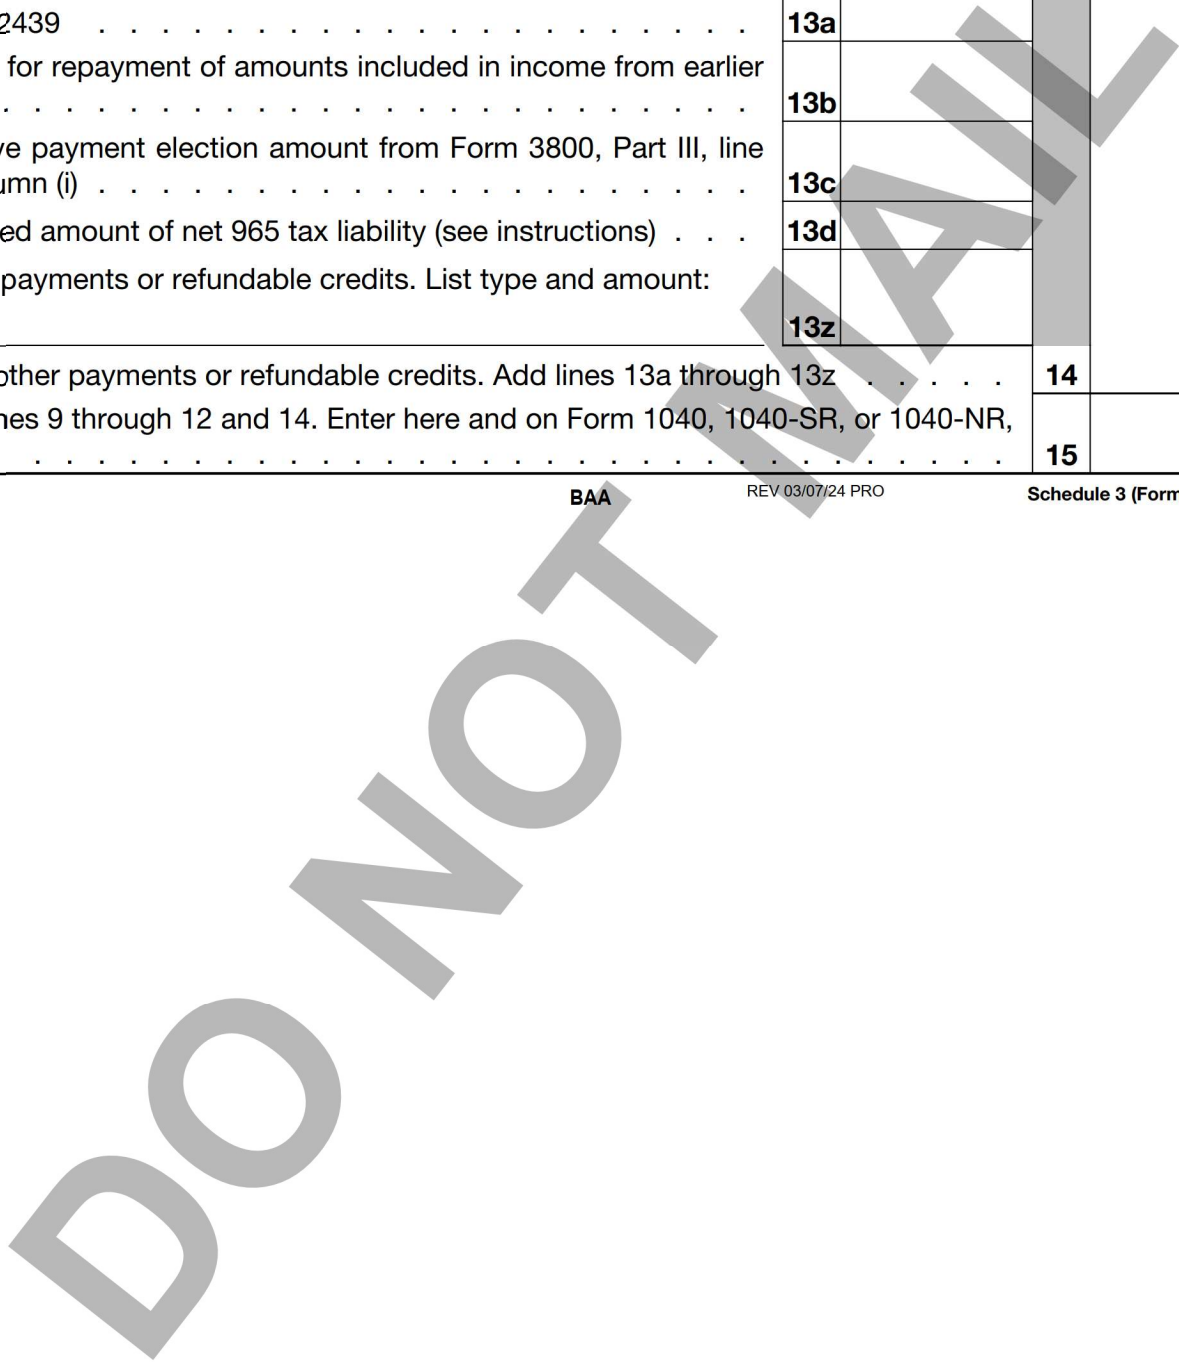 2439 . . . . . . . . . . . . . . . . . . . . . 13a
for repayment of amounts included in income from earlier
. . . . . . . . . . . . . . . . . . . . . . . . 13b
ve payment election amount from Form 3800, Part III, line
umn (i) . . . . . . . . . . . . . . . . . . . . 13c
ed amount of net 965 tax liability (see instructions) . . . 13d
payments or refundable credits. List type and amount:
13z
other payments or refundable credits. Add lines 13a through 13z . . . . . 14
nes 9 through 12 and 14. Enter here and on Form 1040, 1040-SR, or 1040-NR,
. . . . . . . . . . . . . . . . . . . . . . . . . . . . . . . 15
BAA REV 03/07/24 PRO Schedule 3 (Form
DO NOT MAIL